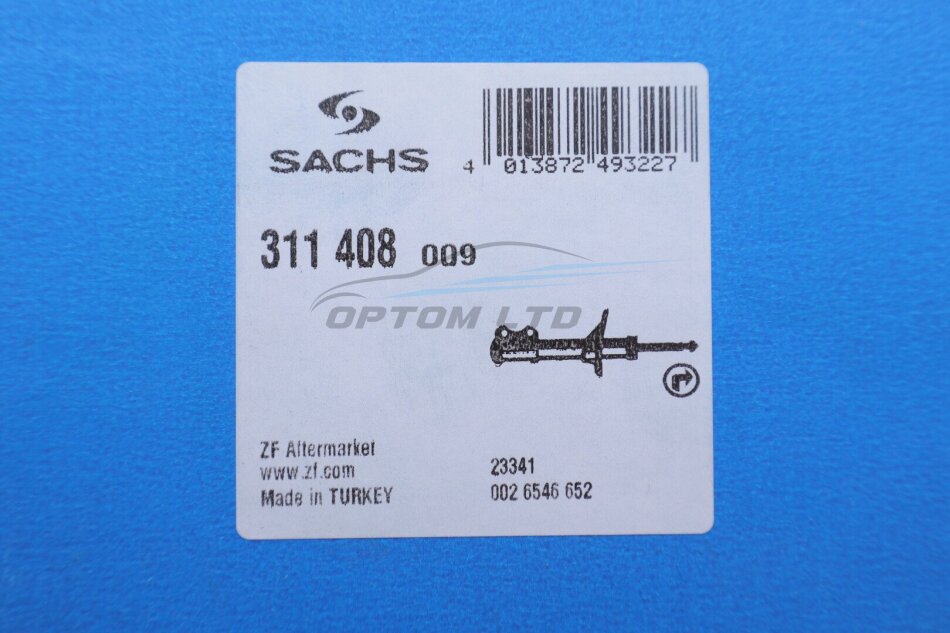 SACHS
4 013872 493227
311 408 009
OPTOM LTD
ZF Aftermarket
www.zf.com
Made in TURKEY
23341
002 6546 652